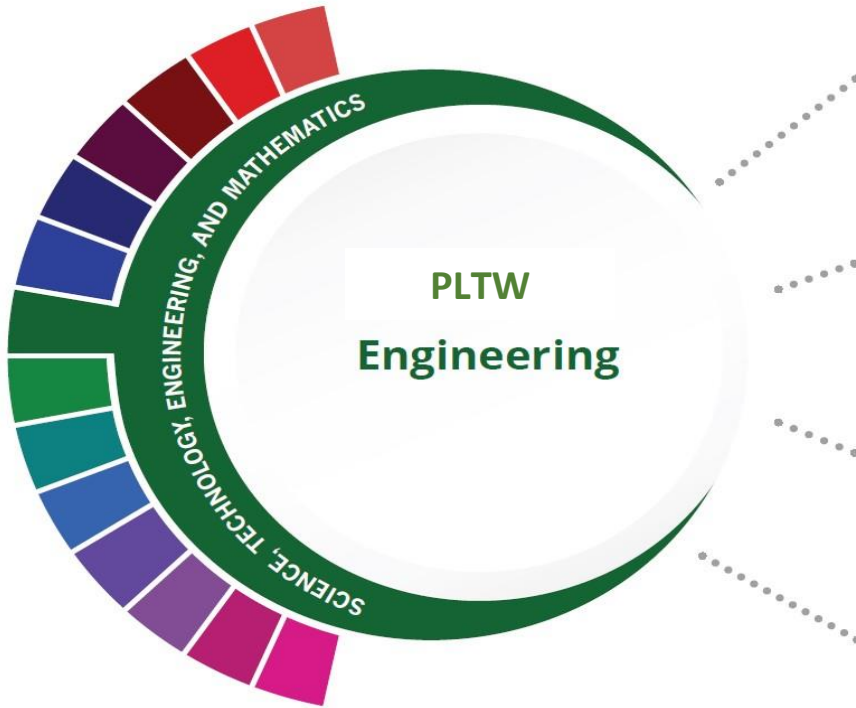 SCIENCE, TECHNOLOGY, ENGINEERING, AND MATHEMATICS
PLTW
Engineering